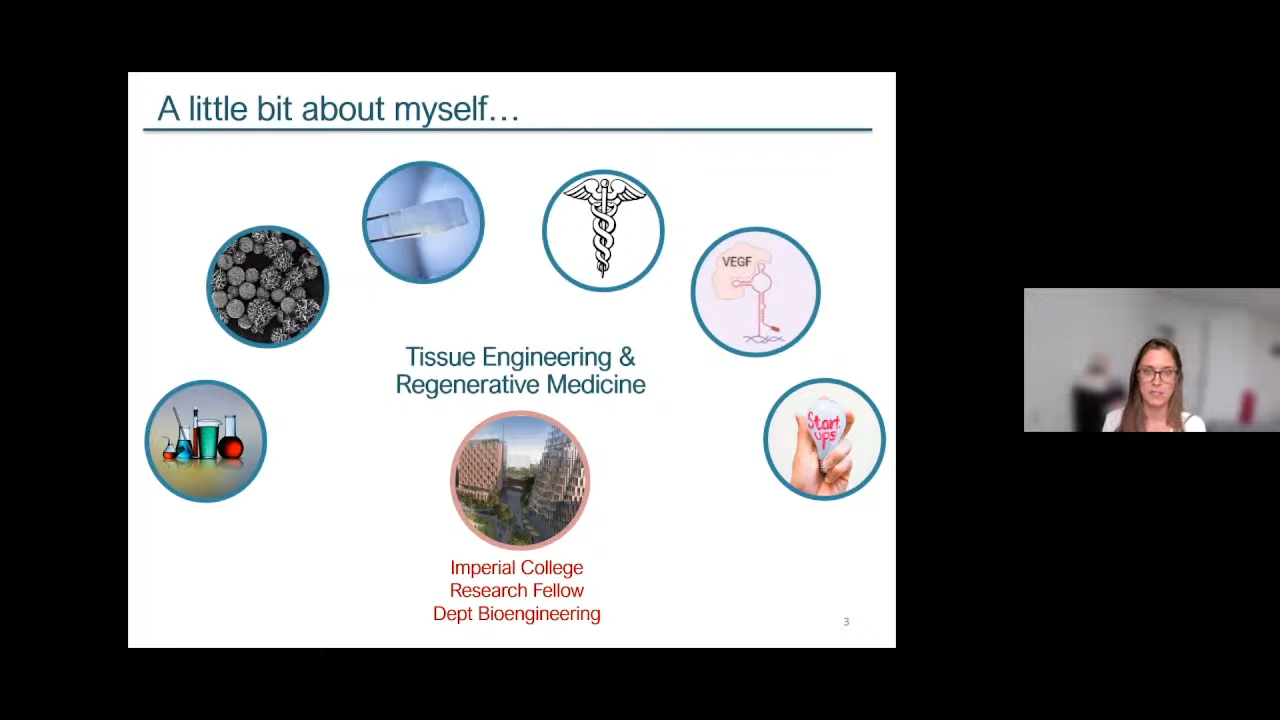 A little bit about myself…
VEGF
Tissue Engineering &
Regenerative Medicine
Start
ups
Imperial College
Research Fellow
Dept Bioengineering
3